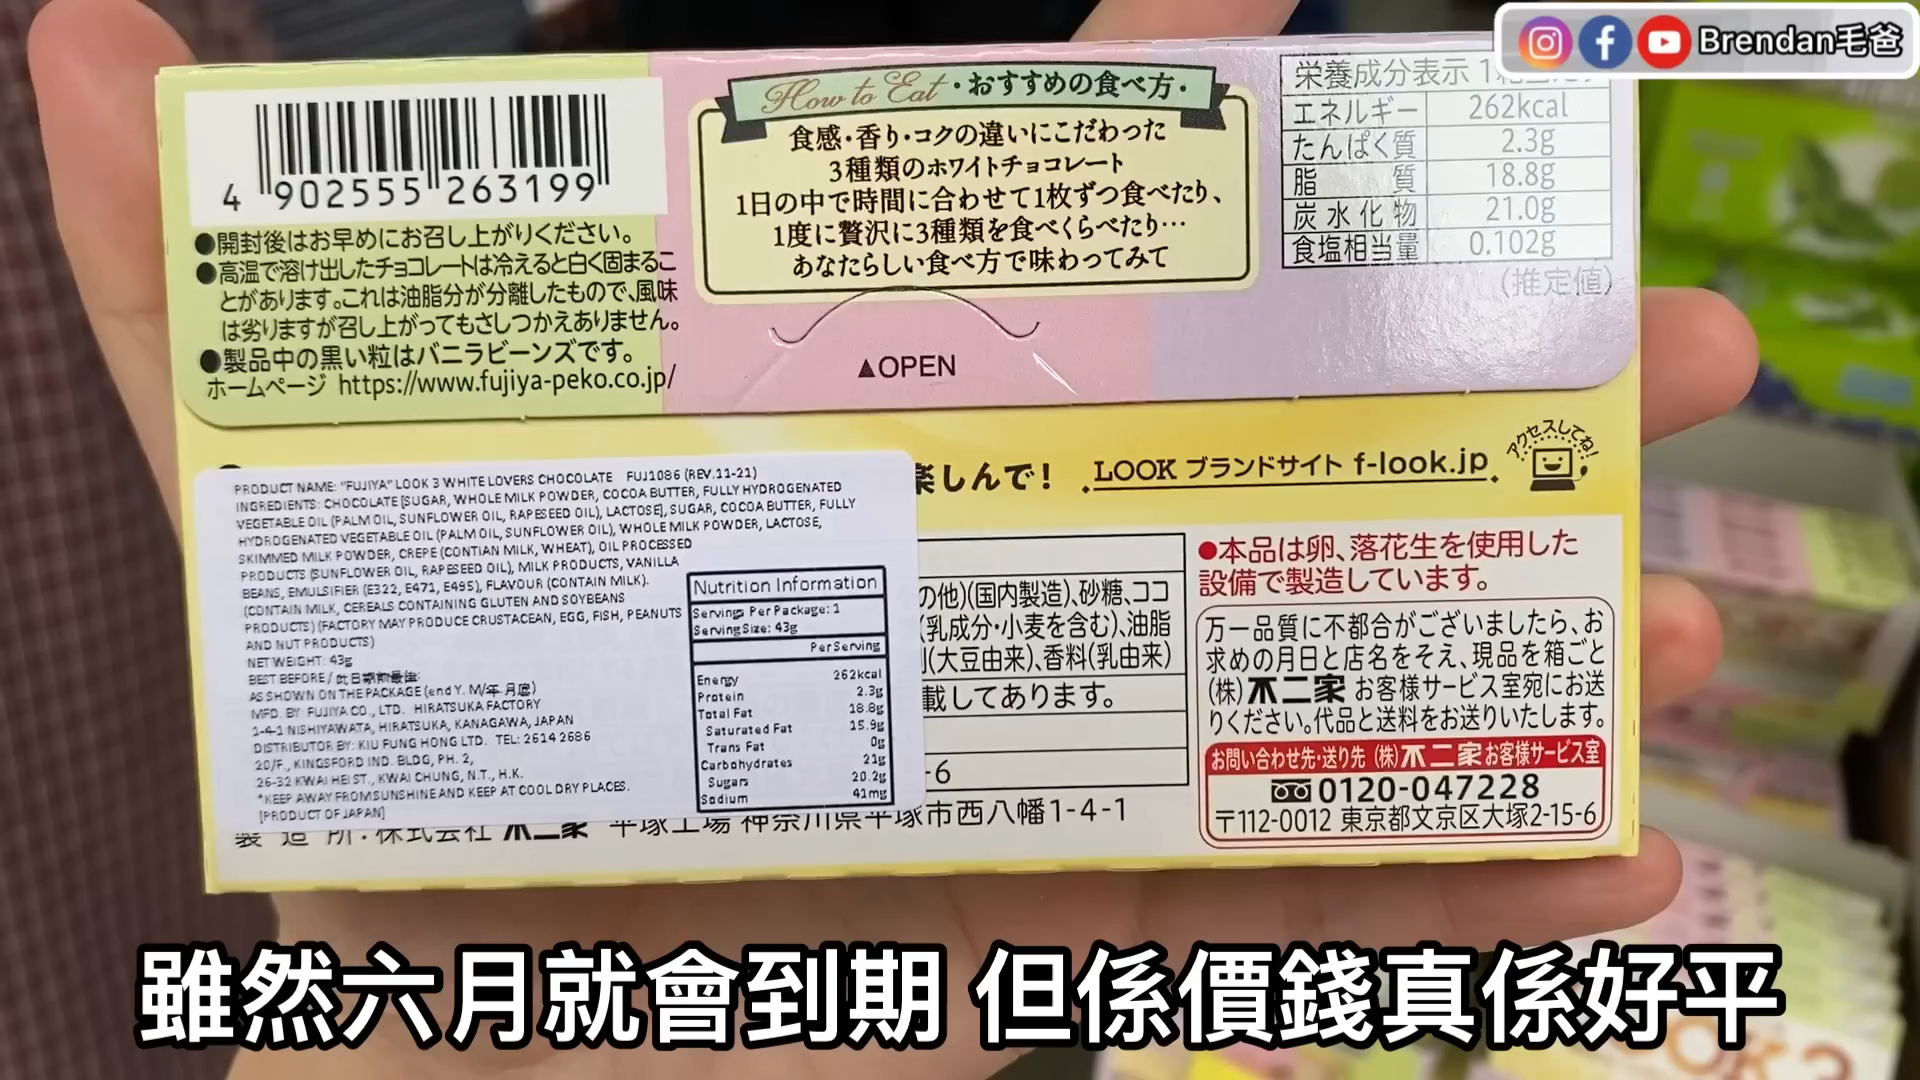 Brendan毛爸
4 902555 263199
●開封後はお早めにお召し上がりください。
●高温で溶け出したチョコレートは冷えると白く固まるこ
とがあります。これは油脂分が分離したもので、風味
は劣りますが召し上がってもさしつかえありません。
●製品中の黒い粒はバニラビーンズです。
ホームページ https://www.fujiya-peko.co.jp/
How to Eat・おすすめの食べ方・
食感・香り・コクの違いにこだわった
3種類のホワイトチョコレート
1日の中で時間に合わせて1枚ずつ食べたり、
1度に贅沢に3種類を食べくらべたり…
あなたらしい食べ方で味わってみて
▲OPEN
栄養成分表示
エネルギー 262kcal
たんぱく質 2.3g
脂質 18.8g
炭水化物 21.0g
食塩相当量 0.102g
(推定値)
楽しんで！
LOOK ブランドサイト f-look.jp
アクセスしてね!
PRODUCT NAME: "FUJIYA" LOOK 3 WHITE LOVERS CHOCOLATE FUJ1086 (REV.11-21)
INGREDIENTS: CHOCOLATE [SUGAR, WHOLE MILK POWDER, COCOA BUTTER, FULLY HYDROGENATED
VEGETABLE OIL (PALM OIL, SUNFLOWER OIL, RAPESEED OIL), LACTOSE], SUGAR, COCOA BUTTER, FULLY
HYDROGENATED VEGETABLE OIL (PALM OIL, SUNFLOWER OIL), WHOLE MILK POWDER, LACTOSE,
SKIMMED MILK POWDER, CREPE (CONTIAN MILK, WHEAT), OIL PROCESSED
PRODUCTS (SUNFLOWER OIL, RAPESEED OIL), MILK PRODUCTS, VANILLA
BEANS, EMULSIFIER (E322, E471, E495), FLAVOUR (CONTAIN MILK).
(CONTAIN MILK, CEREALS CONTAINING GLUTEN AND SOYBEANS
PRODUCTS) (FACTORY MAY PRODUCE CRUSTACEAN, EGG, FISH, PEANUTS
AND NUT PRODUCTS)
NET WEIGHT: 43g
BEST BEFORE / 此日期前最佳:
AS SHOWN ON THE PACKAGE (end Y. M/年.月底)
MFD. BY: FUJIYA CO., LTD. HIRATSUKA FACTORY
1-4-1 NISHIYAWATA, HIRATSUKA, KANAGAWA, JAPAN
DISTRIBUTOR BY: KIU FUNG HONG LTD. TEL: 2614 2686
20/F., KINGSFORD IND. BLDG, PH. 2,
26-32 KWAI HEI ST., KWAI CHUNG, N.T., H.K.
*KEEP AWAY FROM SUNSHINE AND KEEP AT COOL DRY PLACES.
[PRODUCT OF JAPAN]
Nutrition Information
Servings Per Package: 1
Serving Size: 43g
Per Serving
Energy 262kcal
Protein 2.3g
Total Fat 18.8g
Saturated Fat 15.9g
Trans Fat 0g
Carbohydrates 21g
Sugars 20.2g
Sodium 41mg
の他)(国内製造)、砂糖、ココ
(乳成分・小麦を含む)、油脂
(大豆由来)、香料(乳由来)
載してあります。
-6
製造所：株式会社 不二家 平塚工場 神奈川県平塚市西八幡1-4-1
●本品は卵、落花生を使用した
設備で製造しています。
万一品質に不都合がございましたら、お
求めの月日と店名をそえ、現品を箱ごと
(株)不二家 お客様サービス室宛にお送
りください。代品と送料をお送りいたします。
お問い合わせ先・送り先 (株)不二家お客様サービス室
0120-047228
〒112-0012 東京都文京区大塚2-15-6
雖然六月就會到期 但係價錢真係好平